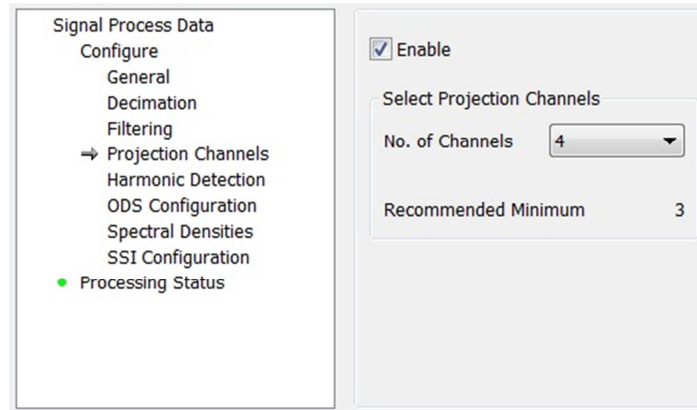 Signal Process Data
Configure
General
Decimation
Filtering
Projection Channels
Harmonic Detection
ODS Configuration
Spectral Densities
SSI Configuration
Processing Status
Enable
Select Projection Channels
No. of Channels 4
Recommended Minimum 3